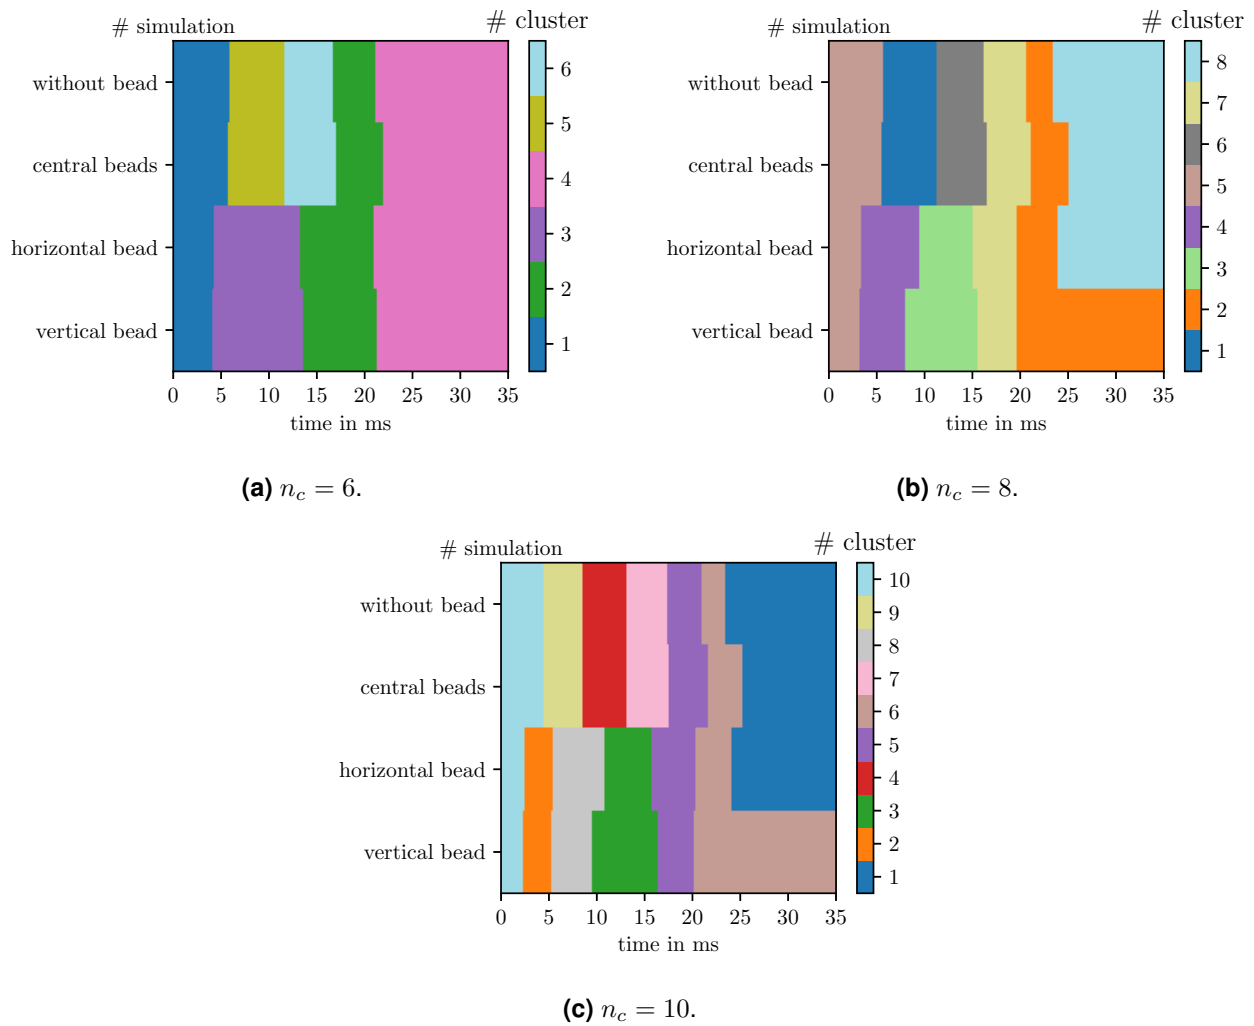 # simulation # cluster
without bead
central beads
horizontal bead
vertical bead
6
5
4
3
2
1
0 5 10 15 20 25 30 35
time in ms
(a) n_c = 6.
# simulation # cluster
without bead
central beads
horizontal bead
vertical bead
8
7
6
5
4
3
2
1
0 5 10 15 20 25 30 35
time in ms
(b) n_c = 8.
# simulation # cluster
without bead
central beads
horizontal bead
vertical bead
10
9
8
7
6
5
4
3
2
1
0 5 10 15 20 25 30 35
time in ms
(c) n_c = 10.